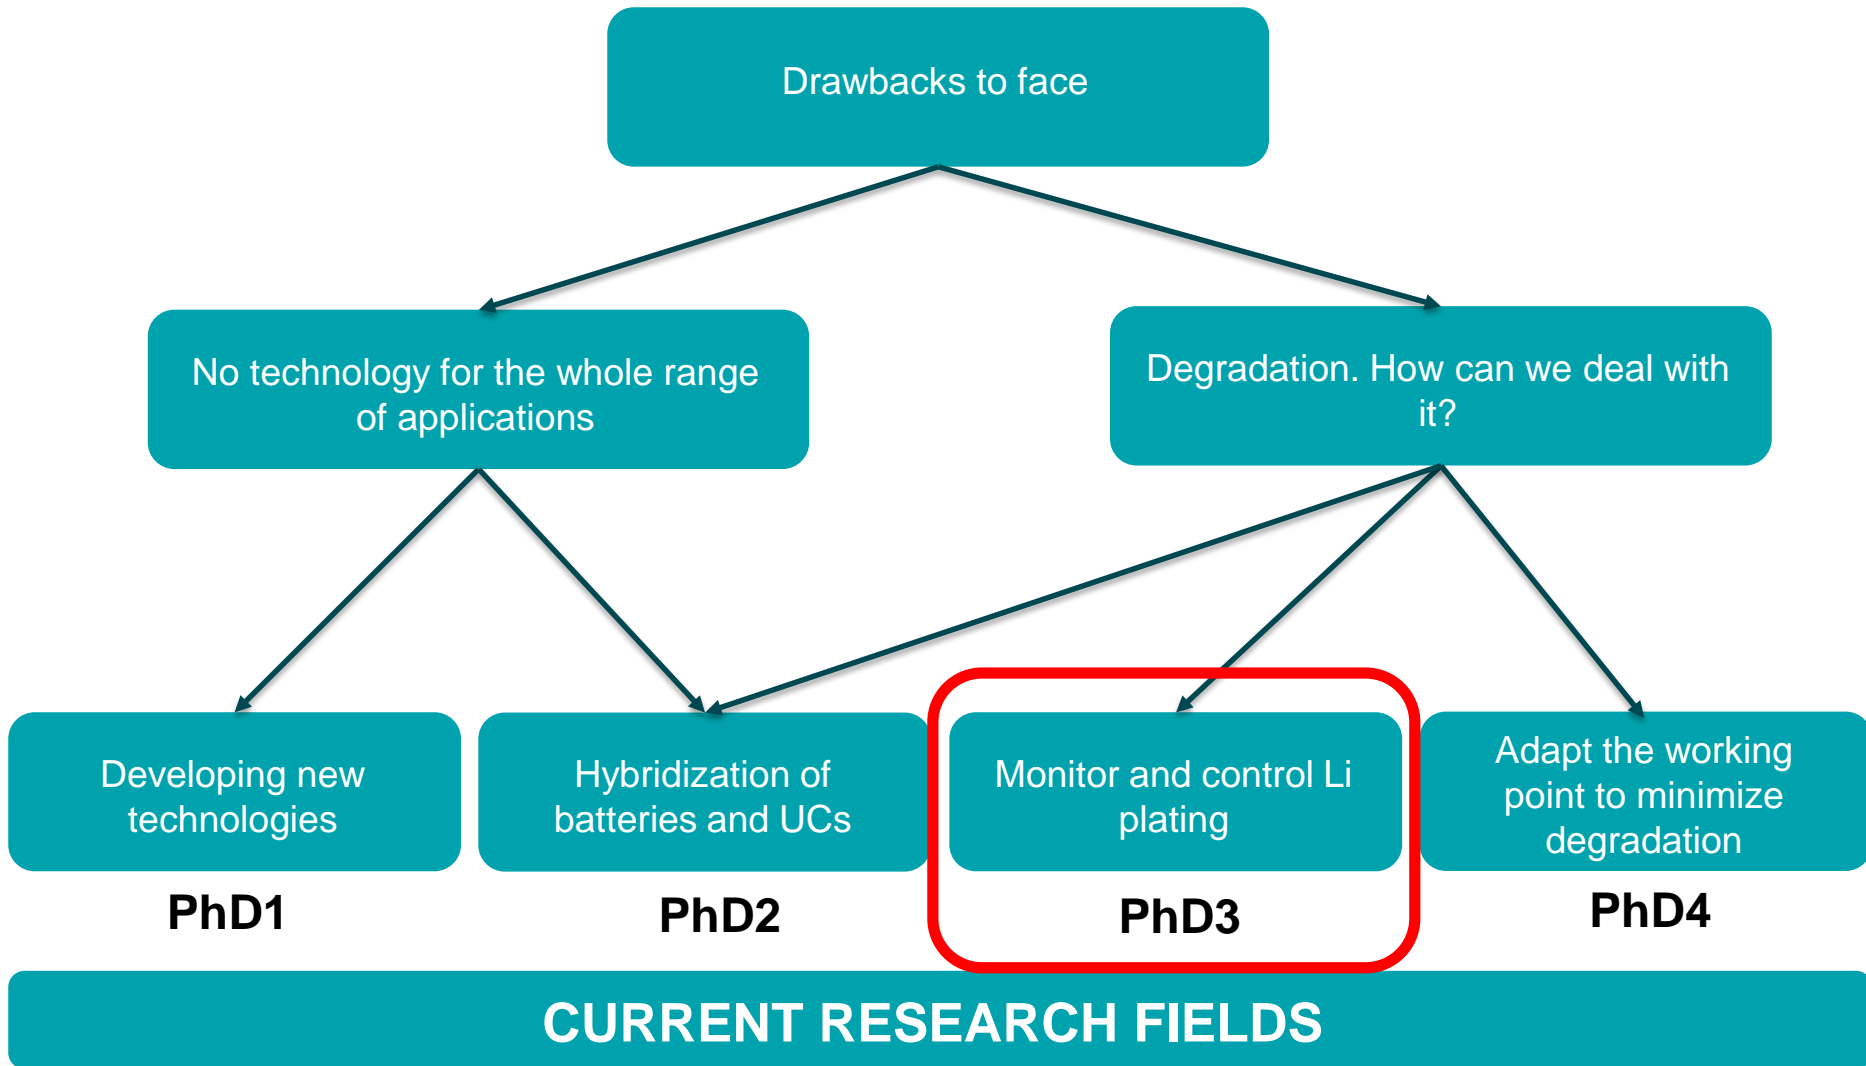 Drawbacks to face
No technology for the whole range
of applications
Degradation. How can we deal with
it?
Developing new
technologies
Hybridization of
batteries and UCs
Monitor and control Li
plating
Adapt the working
point to minimize
degradation
PhD1
PhD2
PhD3
PhD4
CURRENT RESEARCH FIELDS